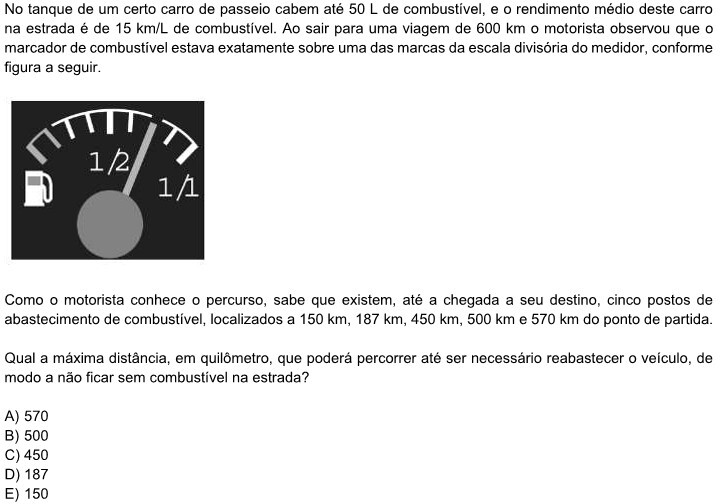 No tanque de um certo carro de passeio cabem até 50 L de combustível, e o rendimento médio deste carro
na estrada é de 15 km/L de combustível. Ao sair para uma viagem de 600 km o motorista observou que o
marcador de combustível estava exatamente sobre uma das marcas da escala divisória do medidor, conforme
figura a seguir.
1/2
1/1
Como o motorista conhece o percurso, sabe que existem, até a chegada a seu destino, cinco postos de
abastecimento de combustível, localizados a 150 km, 187 km, 450 km, 500 km e 570 km do ponto de partida.
Qual a máxima distância, em quilômetro, que poderá percorrer até ser necessário reabastecer o veículo, de
modo a não ficar sem combustível na estrada?
A) 570
B) 500
C) 450
D) 187
E) 150